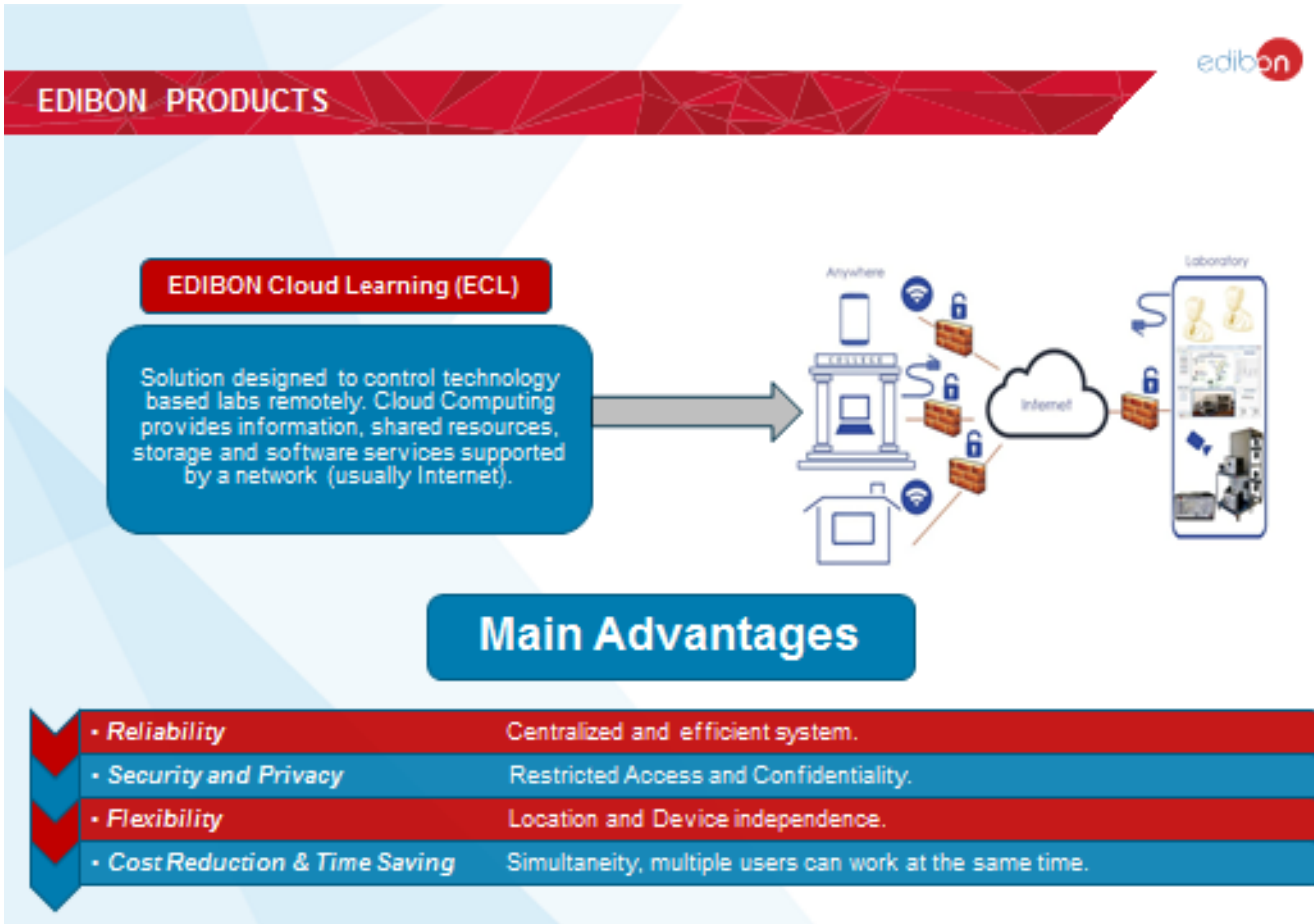 edibon
EDIBON PRODUCTS
EDIBON Cloud Learning (ECL)
Solution designed to control technology
based labs remotely. Cloud Computing
provides information, shared resources,
storage and software services supported
by a network (usually Internet).
Anywhere
COLLEGE
Internet
Laboratory
Main Advantages
• Reliability Centralized and efficient system.
• Security and Privacy Restricted Access and Confidentiality.
• Flexibility Location and Device independence.
• Cost Reduction & Time Saving Simultaneity, multiple users can work at the same time.